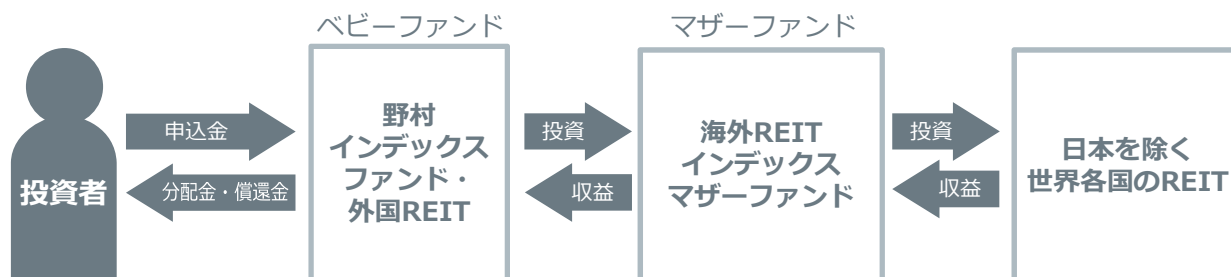 ベビーファンド
マザーファンド
投資者
申込金
分配金・償還金
野村
インデックス
ファンド・
外国REIT
投資
収益
海外REIT
インデックス
マザーファンド
投資
収益
日本を除く
世界各国のREIT